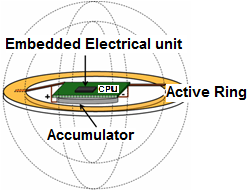 Embedded Electrical unit
CPU
Active Ring
+
-
Accumulator